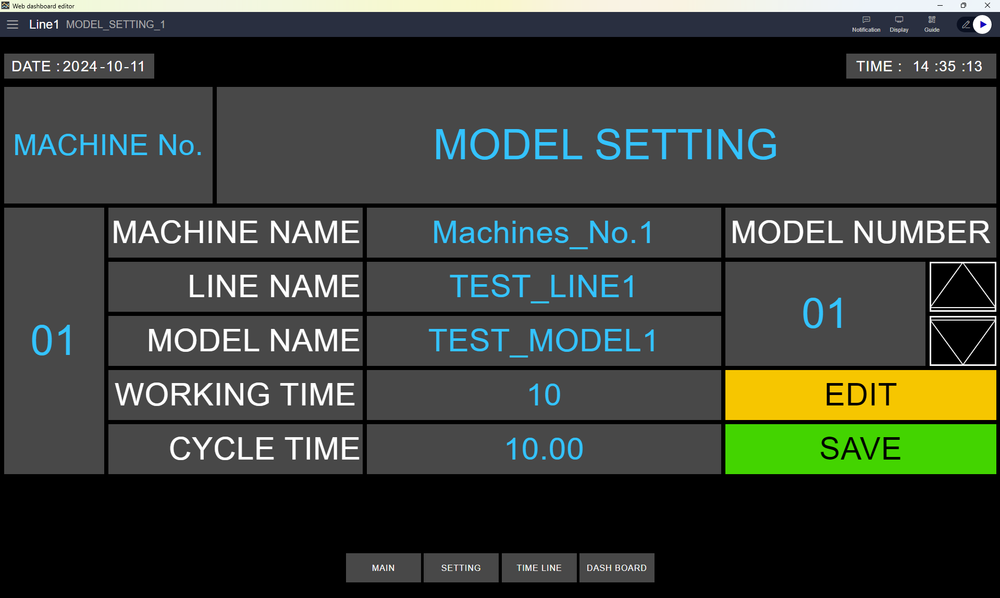 Web dashboard editor
Line1 MODEL_SETTING_1
Notification Display Guide
DATE :2024-10-11
TIME : 14 :35 :13
MACHINE No.
MODEL SETTING
01
MACHINE NAME Machines_No.1
LINE NAME TEST_LINE1
MODEL NAME TEST_MODEL1
WORKING TIME 10
CYCLE TIME 10.00
MODEL NUMBER
01
EDIT
SAVE
MAIN SETTING TIME LINE DASH BOARD